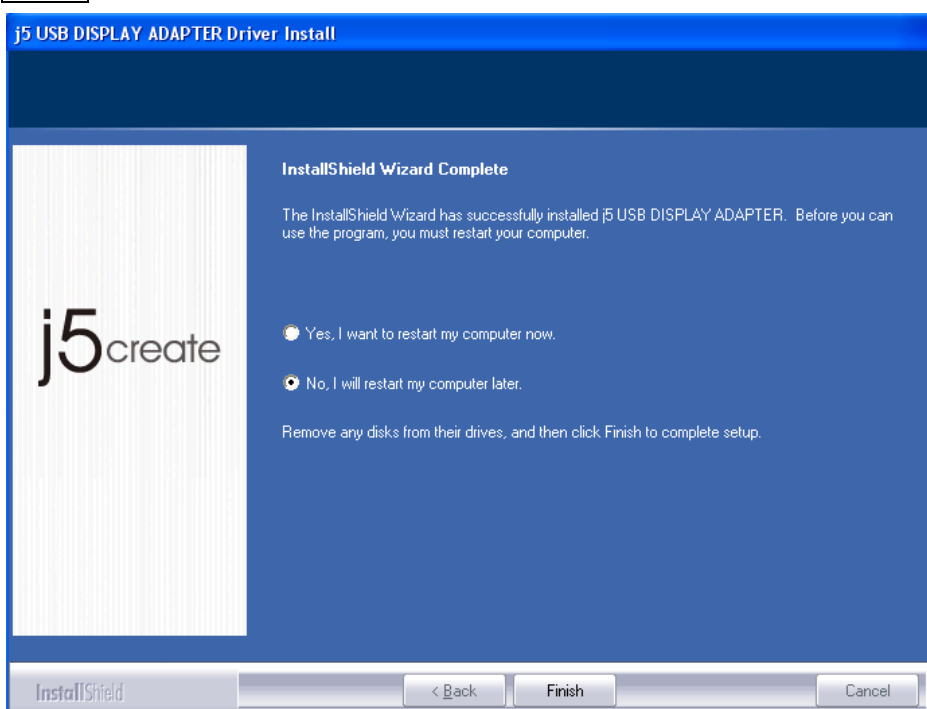 j5 USB DISPLAY ADAPTER Driver Install
InstallShield Wizard Complete
The InstallShield Wizard has successfully installed j5 USB DISPLAY ADAPTER. Before you can
use the program, you must restart your computer.
j5create
Yes, I want to restart my computer now.
No, I will restart my computer later.
Remove any disks from their drives, and then click Finish to complete setup.
InstallShield
< Back
Finish
Cancel